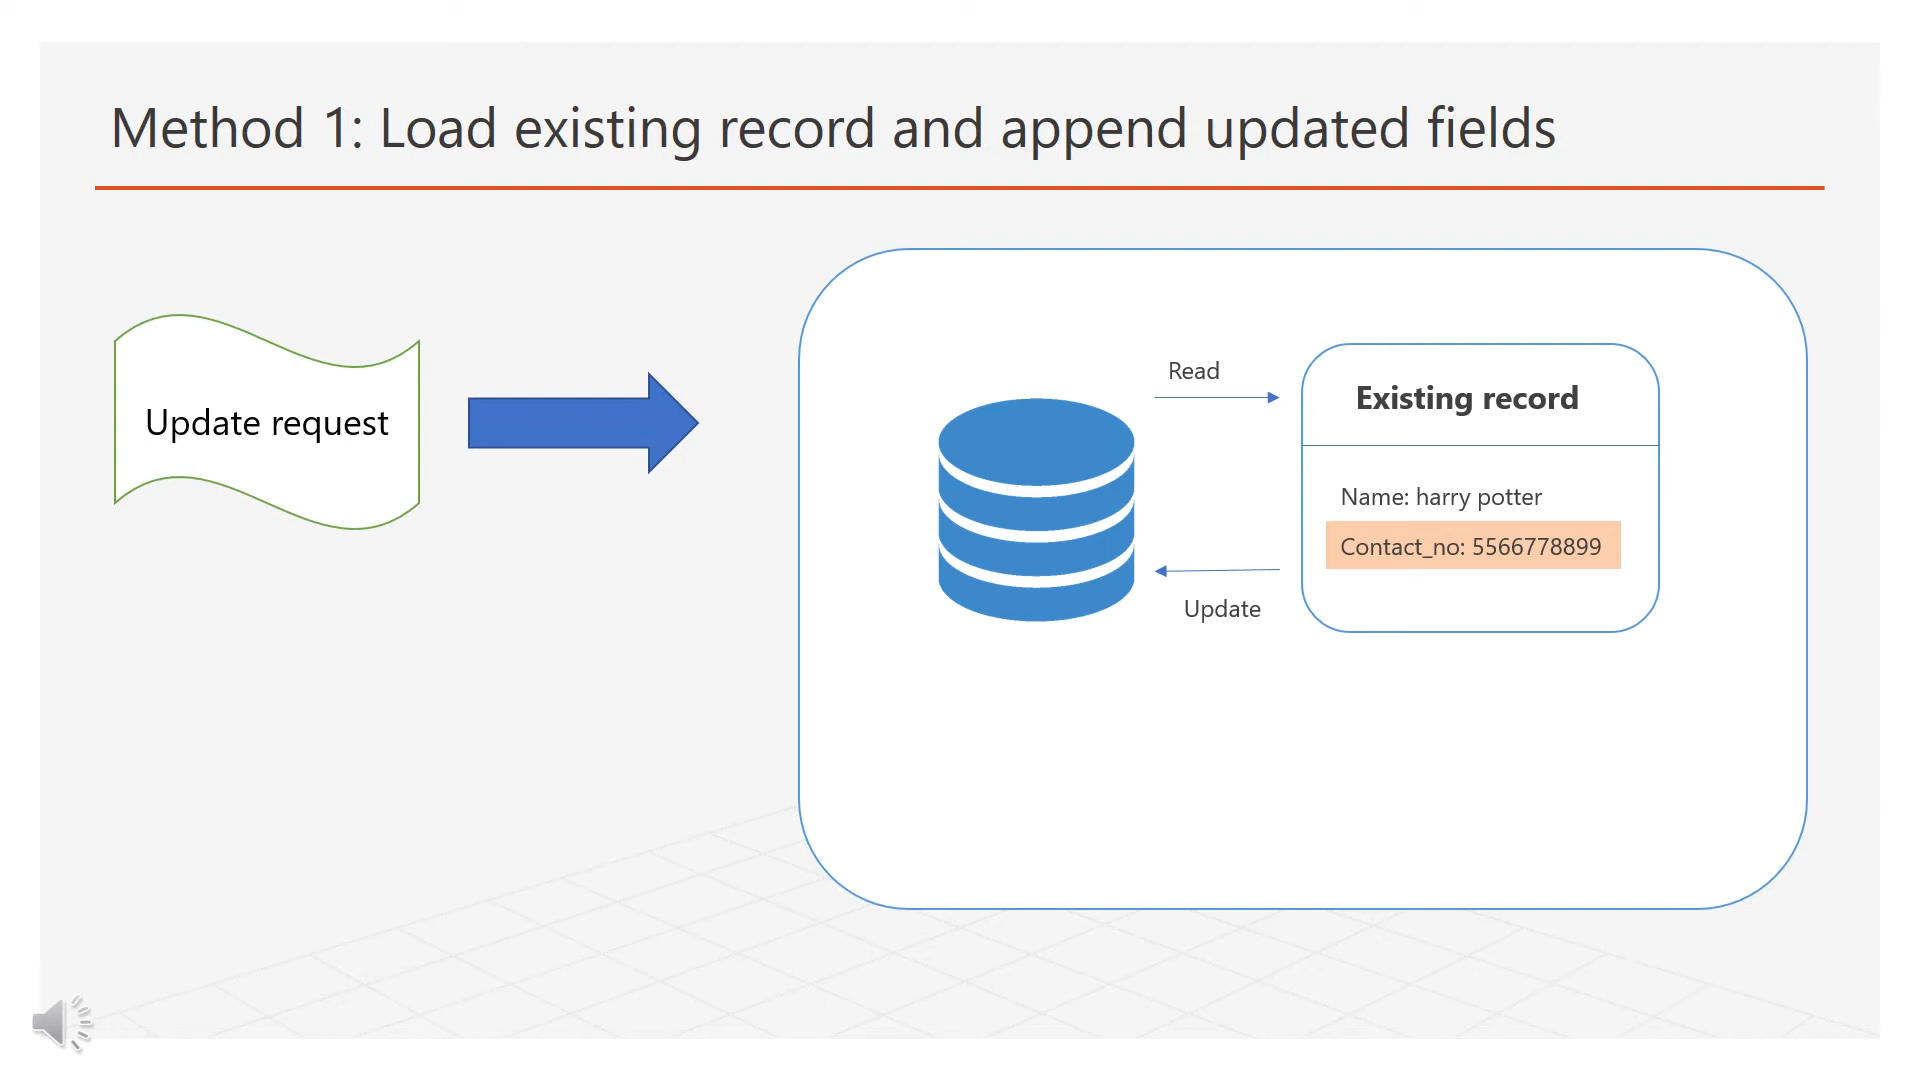 Method 1: Load existing record and append updated fields
Update request
Read
Existing record
Name: harry potter
Contact_no: 5566778899
Update